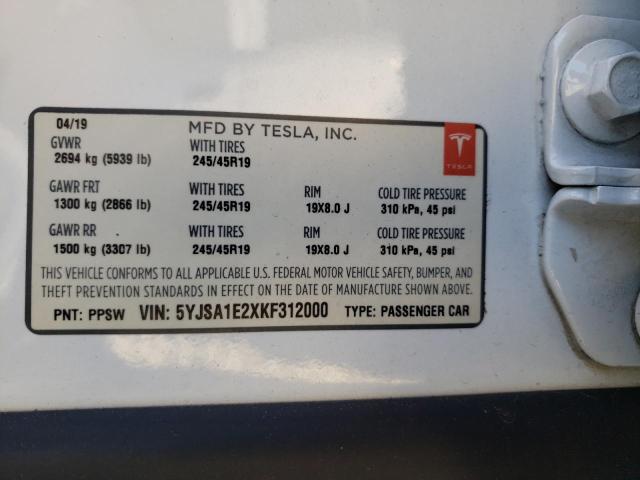 04/19 MFD BY TESLA, INC.
GVWR WITH TIRES
2694 kg (5939 lb) 245/45R19
TESLA
GAWR FRT WITH TIRES RIM COLD TIRE PRESSURE
1300 kg (2866 lb) 245/45R19 19X8.0 J 310 kPa, 45 psi
GAWR RR WITH TIRES RIM COLD TIRE PRESSURE
1500 kg (3307 lb) 245/45R19 19X8.0 J 310 kPa, 45 psi
THIS VEHICLE CONFORMS TO ALL APPLICABLE U.S. FEDERAL MOTOR VEHICLE SAFETY, BUMPER, AND
THEFT PREVENTION STANDARDS IN EFFECT ON THE DATE OF MANUFACTURE SHOWN ABOVE.
PNT: PPSW VIN: 5YJSA1E2XKF312000 TYPE: PASSENGER CAR